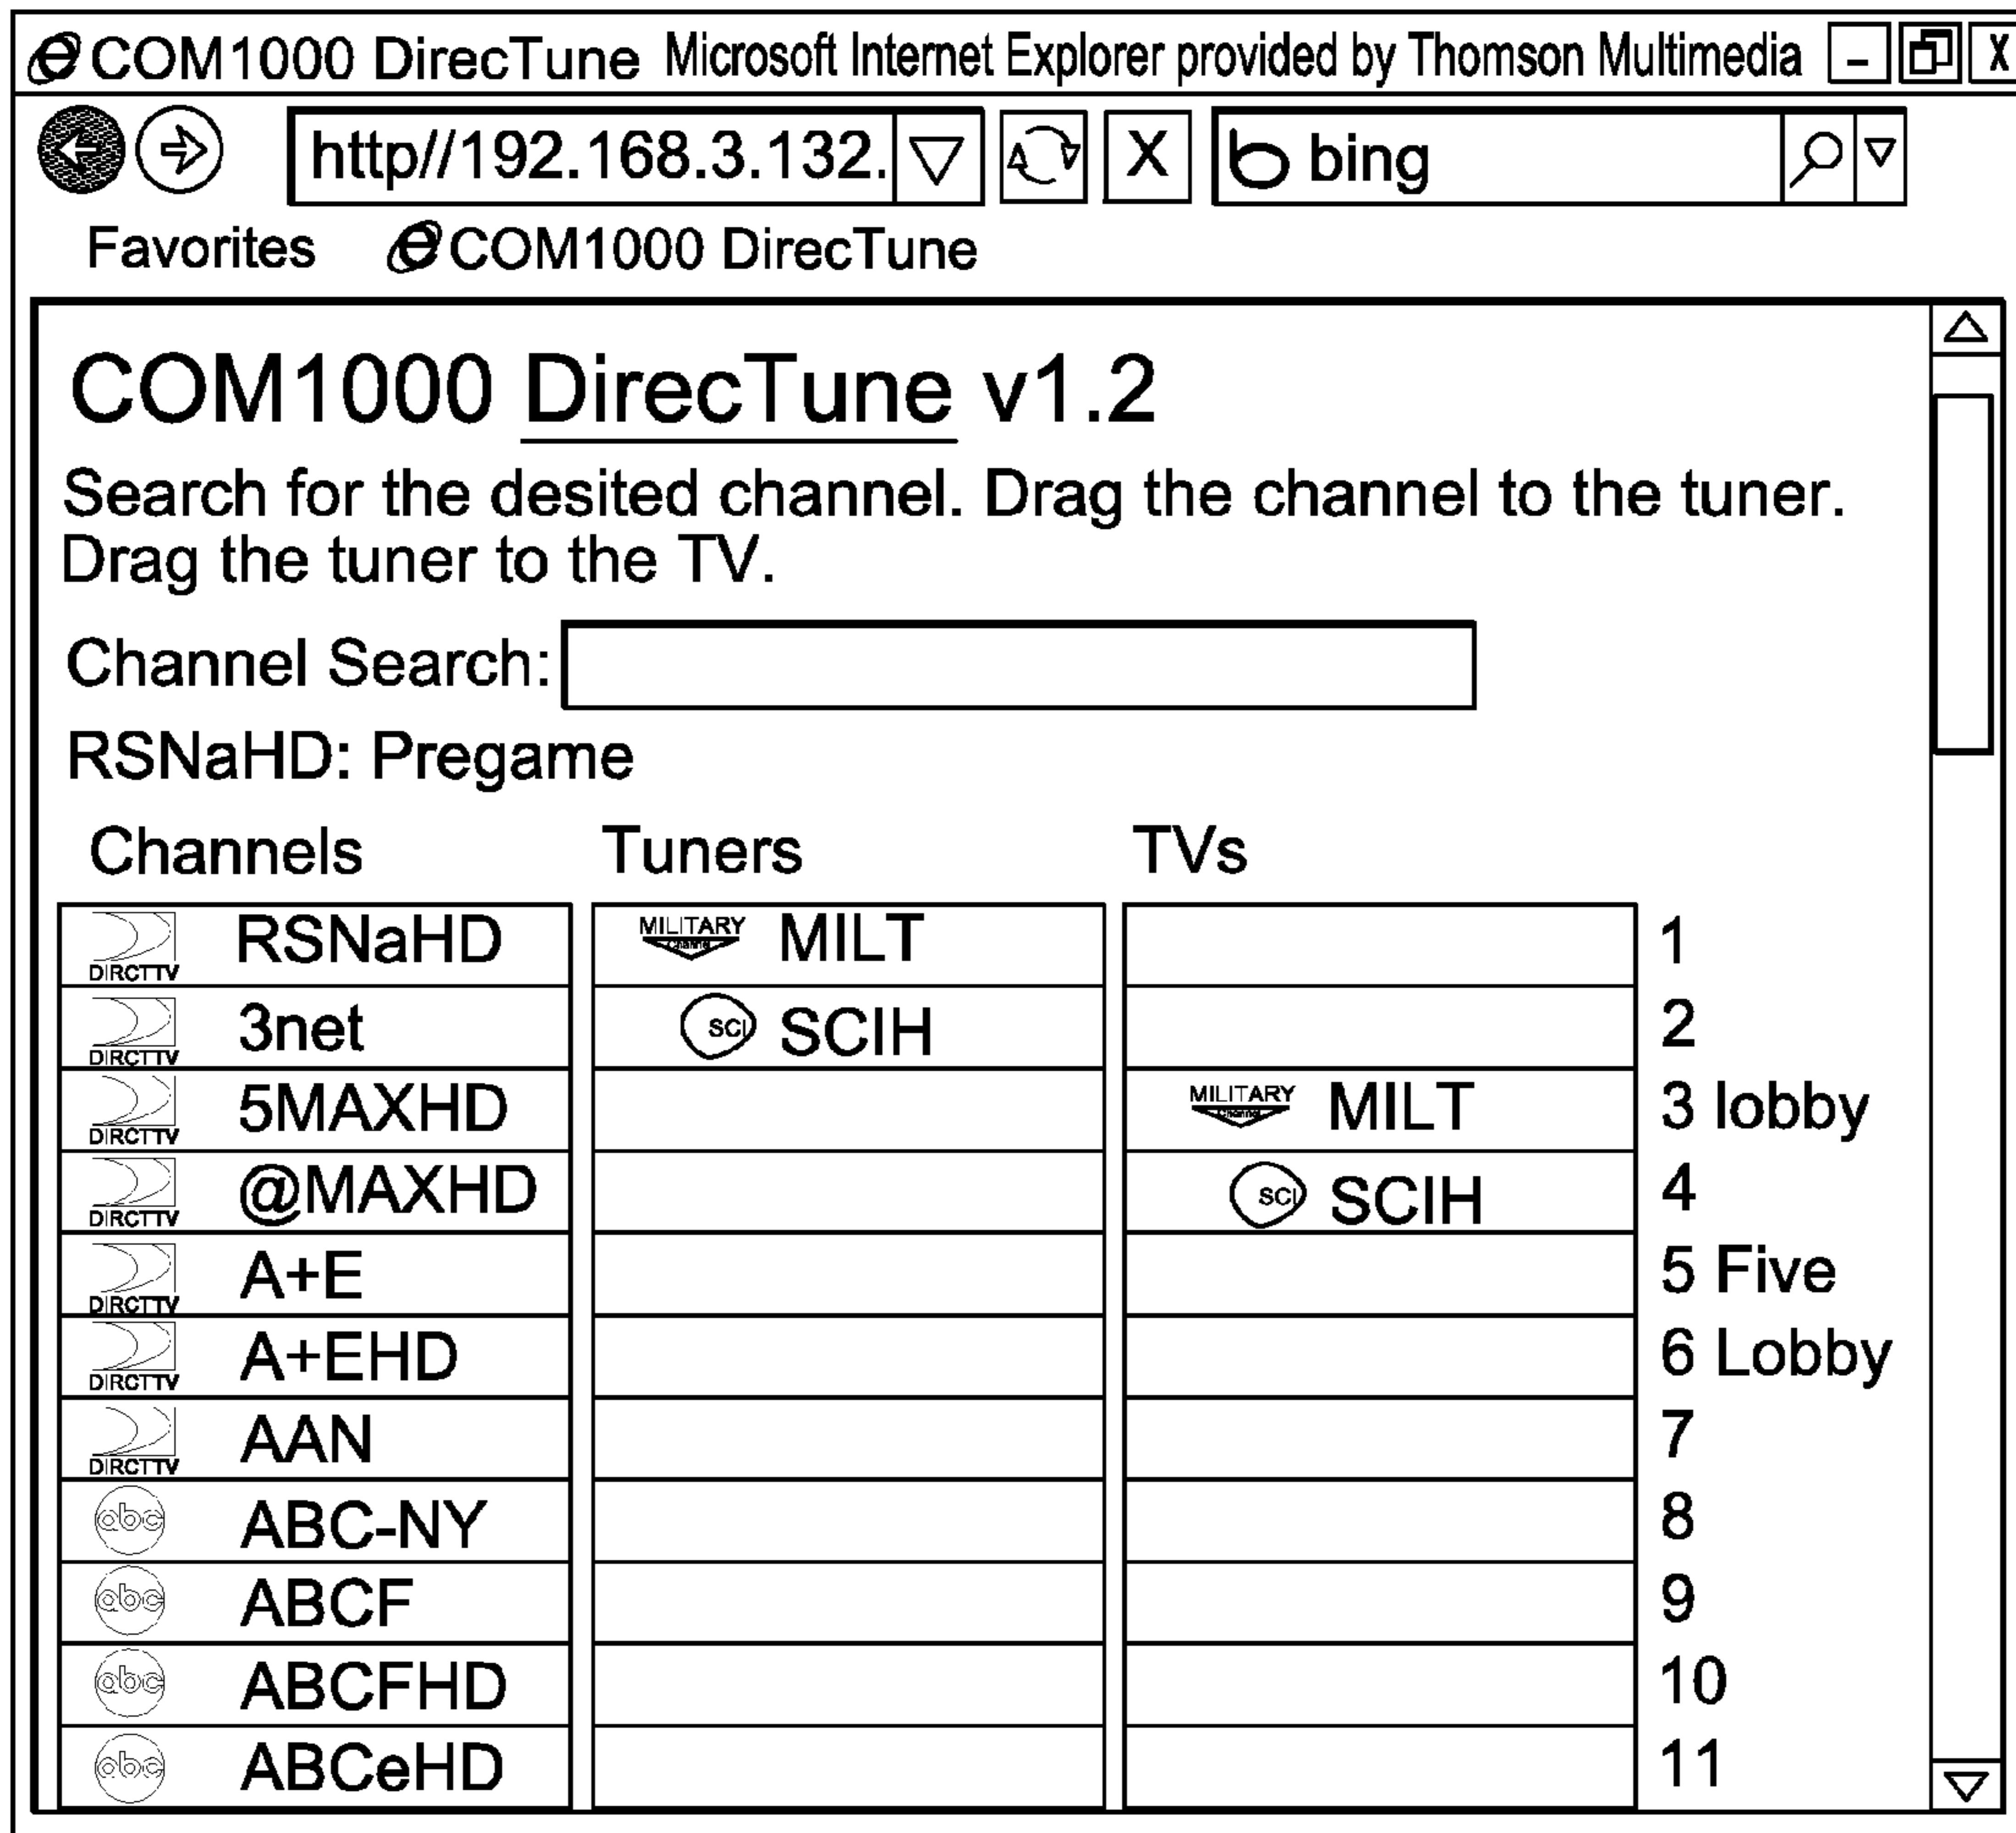 e COM1000 DirecTune Microsoft Internet Explorer provided by Thomson Multimedia - X
http//192.168.3.132. X b bing
Favorites e COM1000 DirecTune
COM1000 DirecTune v1.2
Search for the desited channel. Drag the channel to the tuner.
Drag the tuner to the TV.
Channel Search:
RSNaHD: Pregame
Channels Tuners TVs
DIRCTTV RSNaHD MILITARY Channel MILT 1
DIRCTTV 3net SCI SCIH 2
DIRCTTV 5MAXHD MILITARY Channel MILT 3 lobby
DIRCTTV @MAXHD SCI SCIH 4
DIRCTTV A+E 5 Five
DIRCTTV A+EHD 6 Lobby
DIRCTTV AAN 7
abc ABC-NY 8
abc ABCF 9
abc ABCFHD 10
abc ABCeHD 11